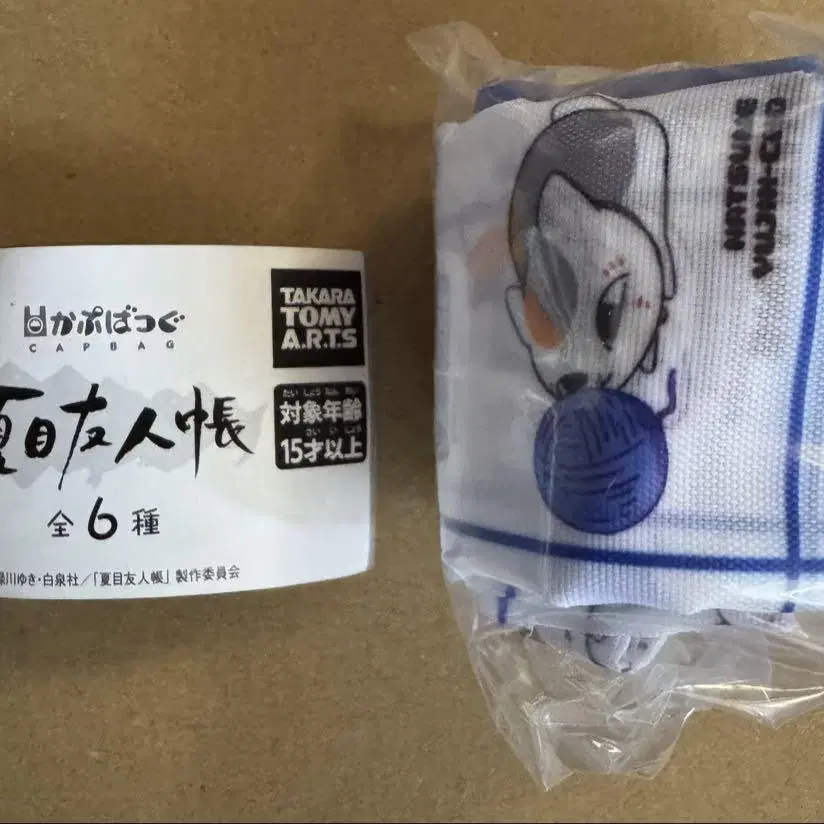 かぷばっぐ
CAPBAG
TAKARA
TOMY
A.R.T.S
夏目友人帳
たいしょうねんれい
対象年齢
さいいじょう
15才以上
全6種
緑川ゆき・白泉社／「夏目友人帳」製作委員会
NATSUME
YUJIN-CHO